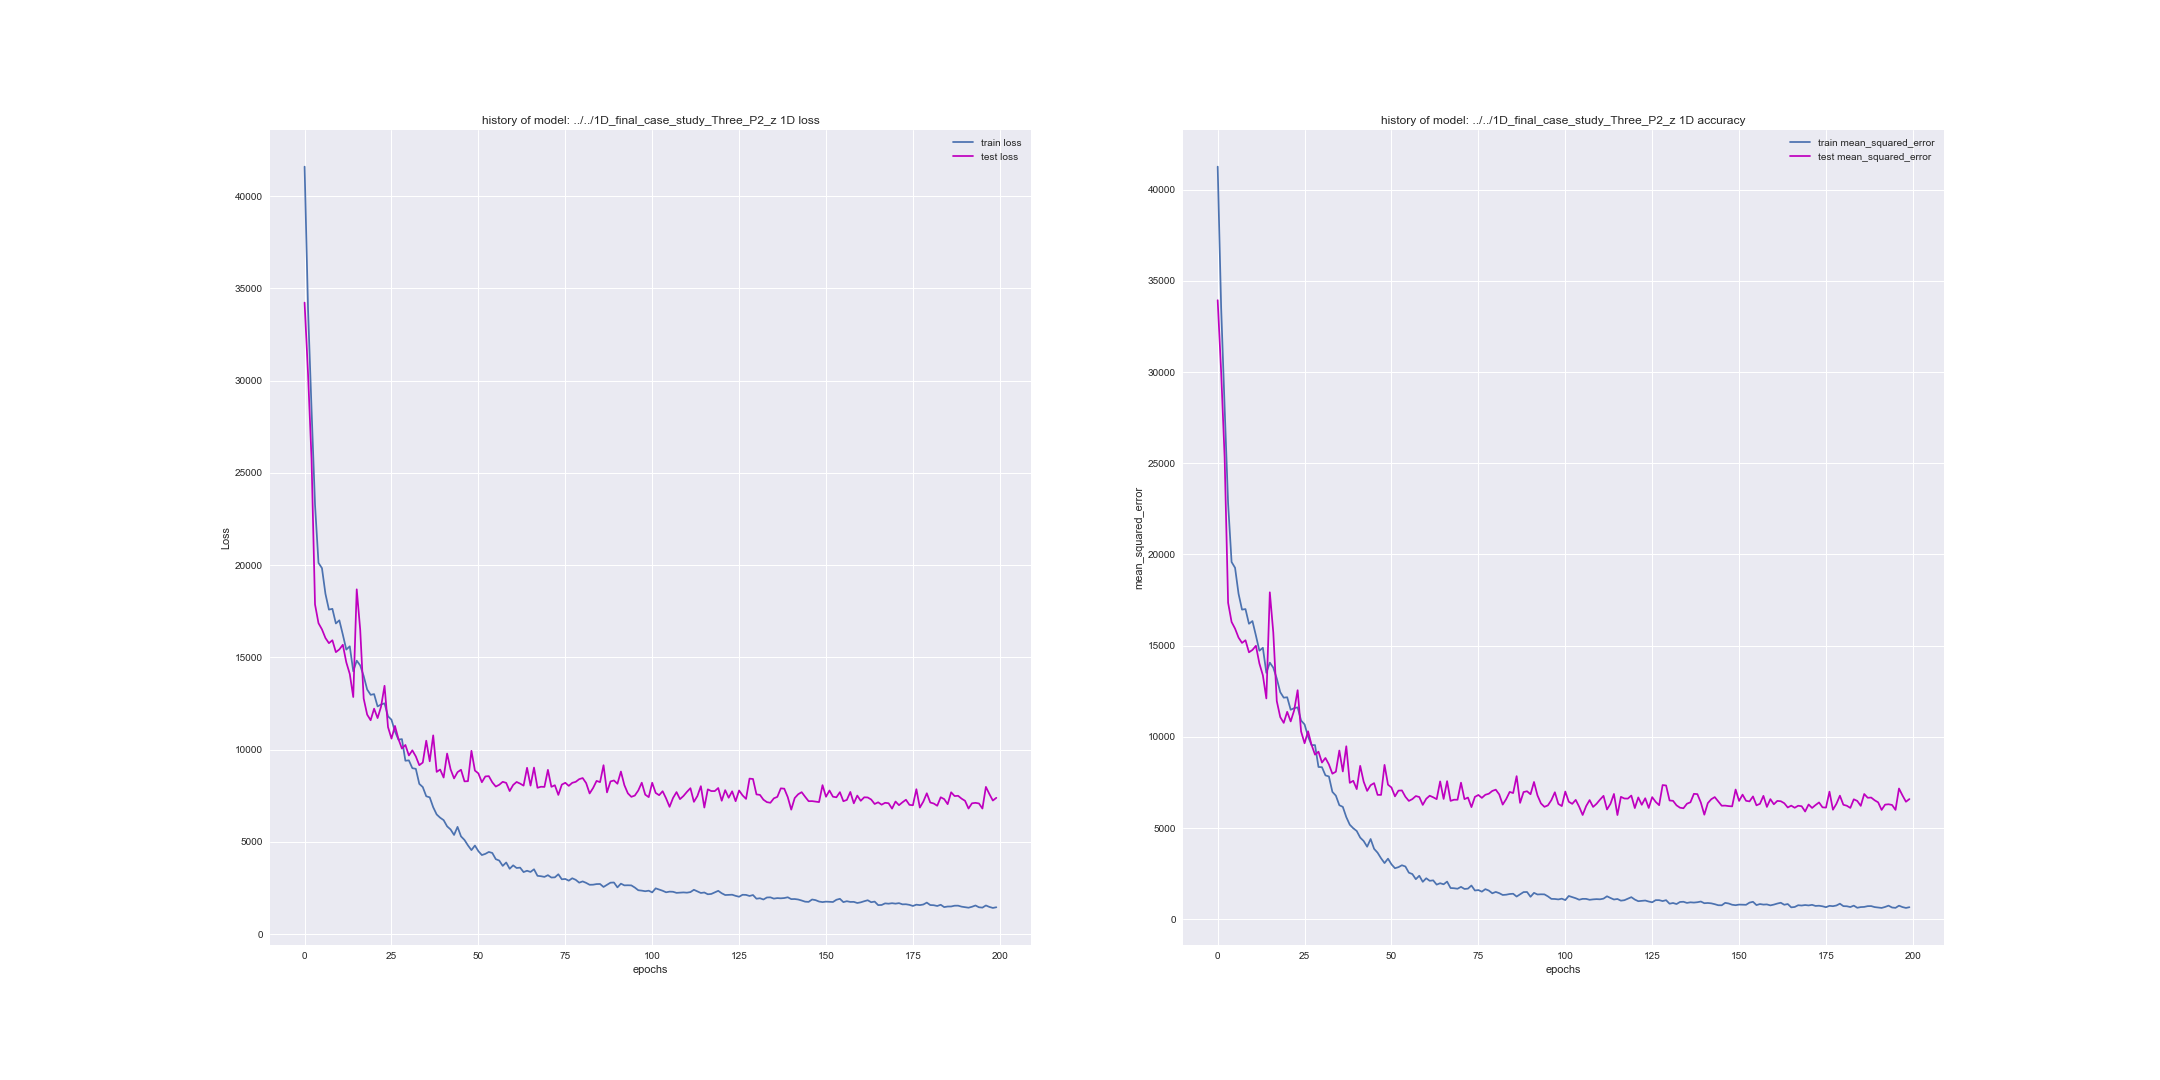 history of model: ../../1D_final_case_study_Three_P2_z 1D loss
train loss
test loss
40000
35000
30000
25000
20000
15000
10000
5000
0
Loss
0 25 50 75 100 125 150 175 200
epochs
history of model: ../../1D_final_case_study_Three_P2_z 1D accuracy
train mean_squared_error
test mean_squared_error
40000
35000
30000
25000
20000
15000
10000
5000
0
mean_squared_error
0 25 50 75 100 125 150 175 200
epochs